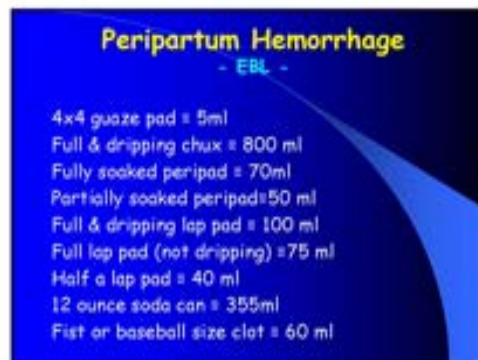 Peripartum Hemorrhage
- EBL -
4x4 guaze pad = 5ml
Full & dripping chux = 800 ml
Fully soaked peripad = 70ml
Partially soaked peripad=50 ml
Full & dripping lap pad = 100 ml
Full lap pad (not dripping) =75 ml
Half a lap pad = 40 ml
12 ounce soda can = 355ml
Fist or baseball size clot = 60 ml